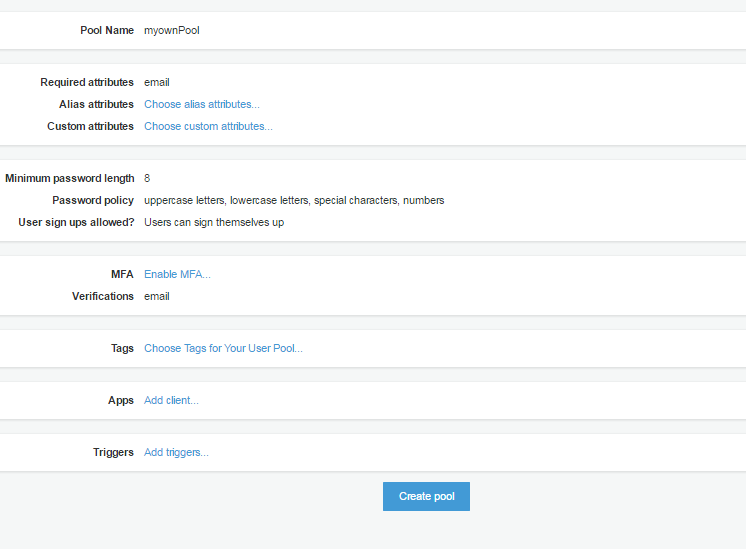 Pool Name myownPool
Required attributes email
Alias attributes Choose alias attributes...
Custom attributes Choose custom attributes...
Minimum password length 8
Password policy uppercase letters, lowercase letters, special characters, numbers
User sign ups allowed? Users can sign themselves up
MFA Enable MFA...
Verifications email
Tags Choose Tags for Your User Pool...
Apps Add client...
Triggers Add triggers...
Create pool